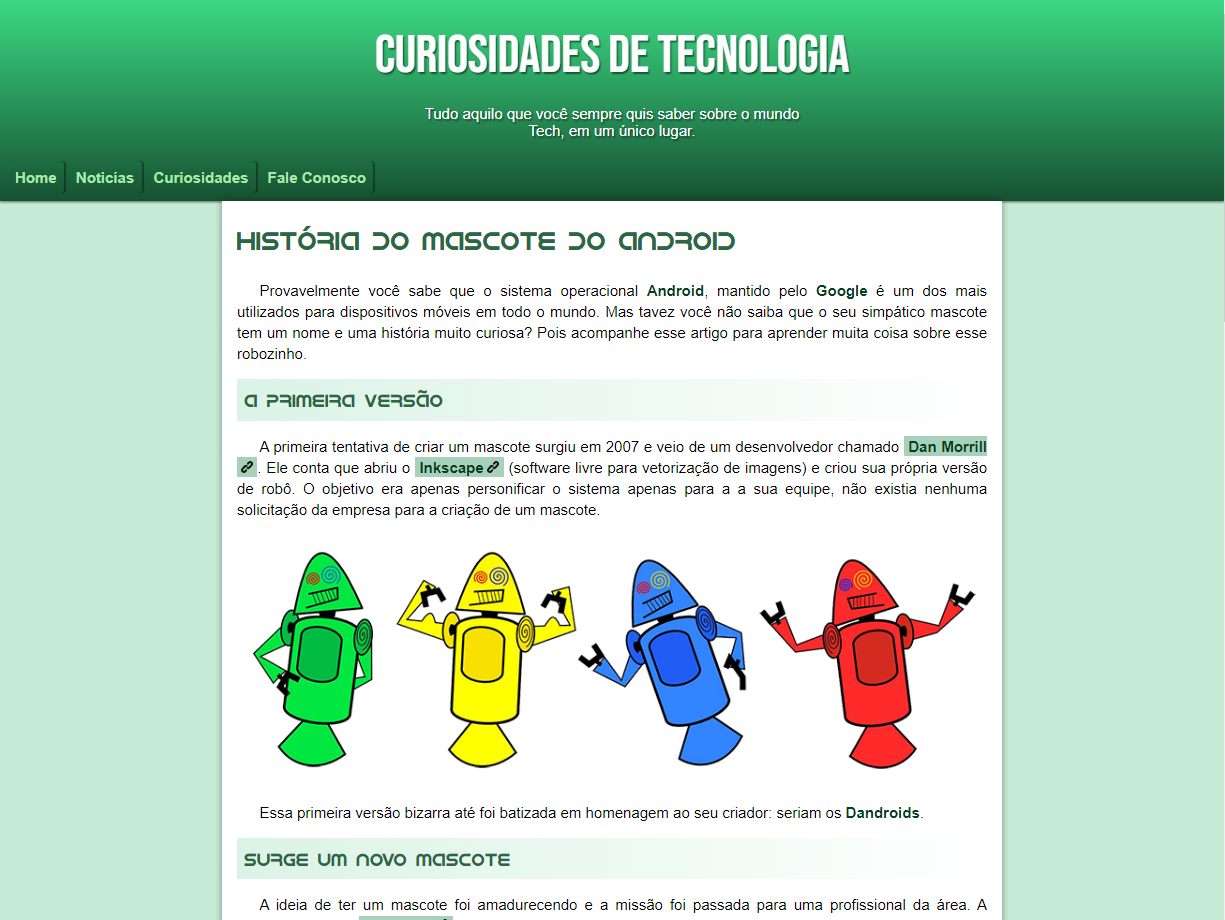 CURIOSIDADES DE TECNOLOGIA
Tudo aquilo que você sempre quis saber sobre o mundo
Tech, em um único lugar.
Home Noticias Curiosidades Fale Conosco
História do Mascote do Android
Provavelmente você sabe que o sistema operacional Android, mantido pelo Google é um dos mais
utilizados para dispositivos móveis em todo o mundo. Mas tavez você não saiba que o seu simpático mascote
tem um nome e uma história muito curiosa? Pois acompanhe esse artigo para aprender muita coisa sobre esse
robozinho.
A primeira versão
A primeira tentativa de criar um mascote surgiu em 2007 e veio de um desenvolvedor chamado Dan Morrill
. Ele conta que abriu o Inkscape (software livre para vetorização de imagens) e criou sua própria versão
de robô. O objetivo era apenas personificar o sistema apenas para a a sua equipe, não existia nenhuma
solicitação da empresa para a criação de um mascote.
Essa primeira versão bizarra até foi batizada em homenagem ao seu criador: seriam os Dandroids.
Surge um novo mascote
A ideia de ter um mascote foi amadurecendo e a missão foi passada para uma profissional da área. A